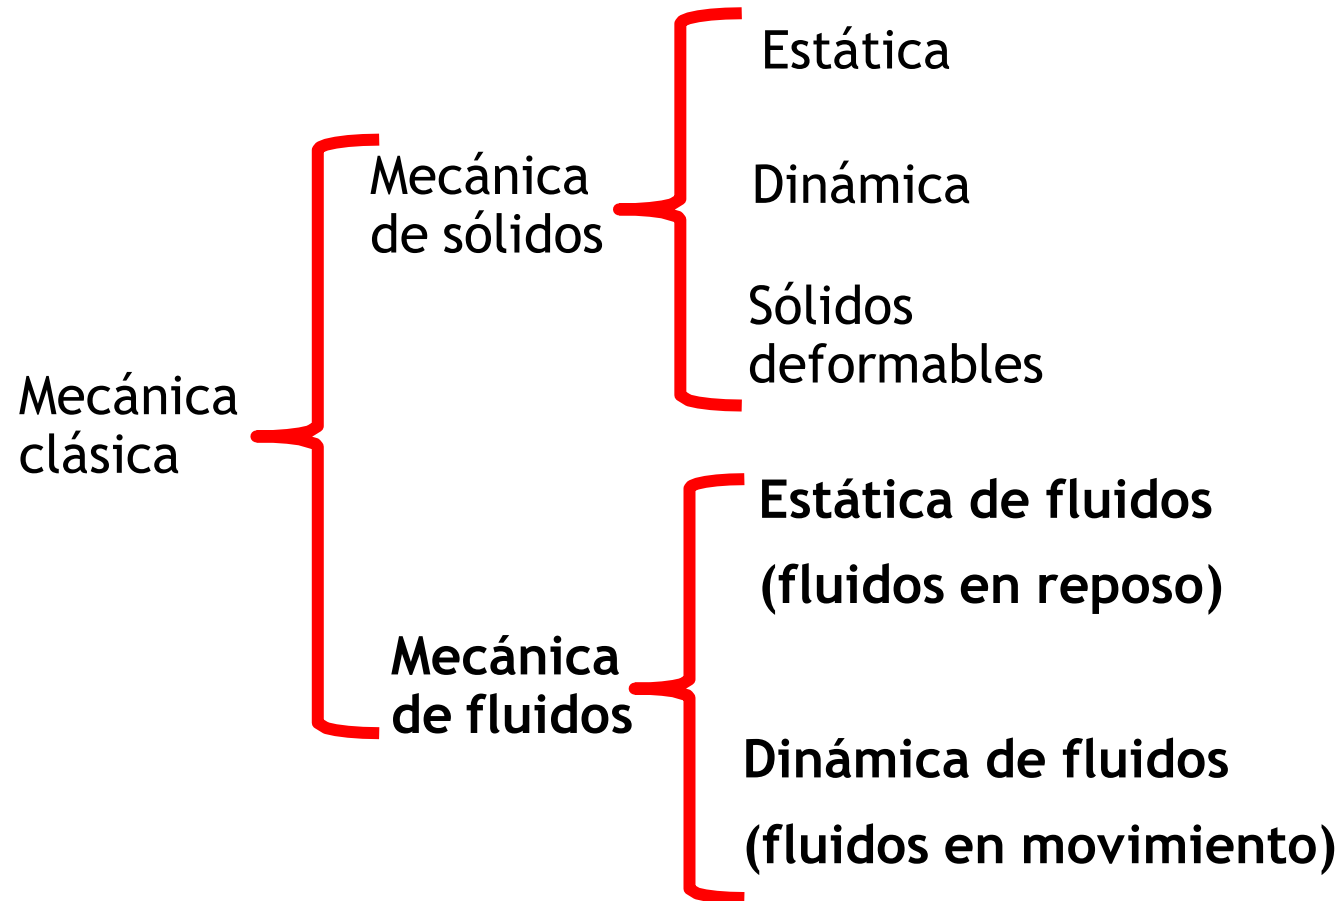 Mecánica
clásica
Mecánica
de sólidos
Estática
Dinámica
Sólidos
deformables
Mecánica
de fluidos
Estática de fluidos
(fluidos en reposo)
Dinámica de fluidos
(fluidos en movimiento)